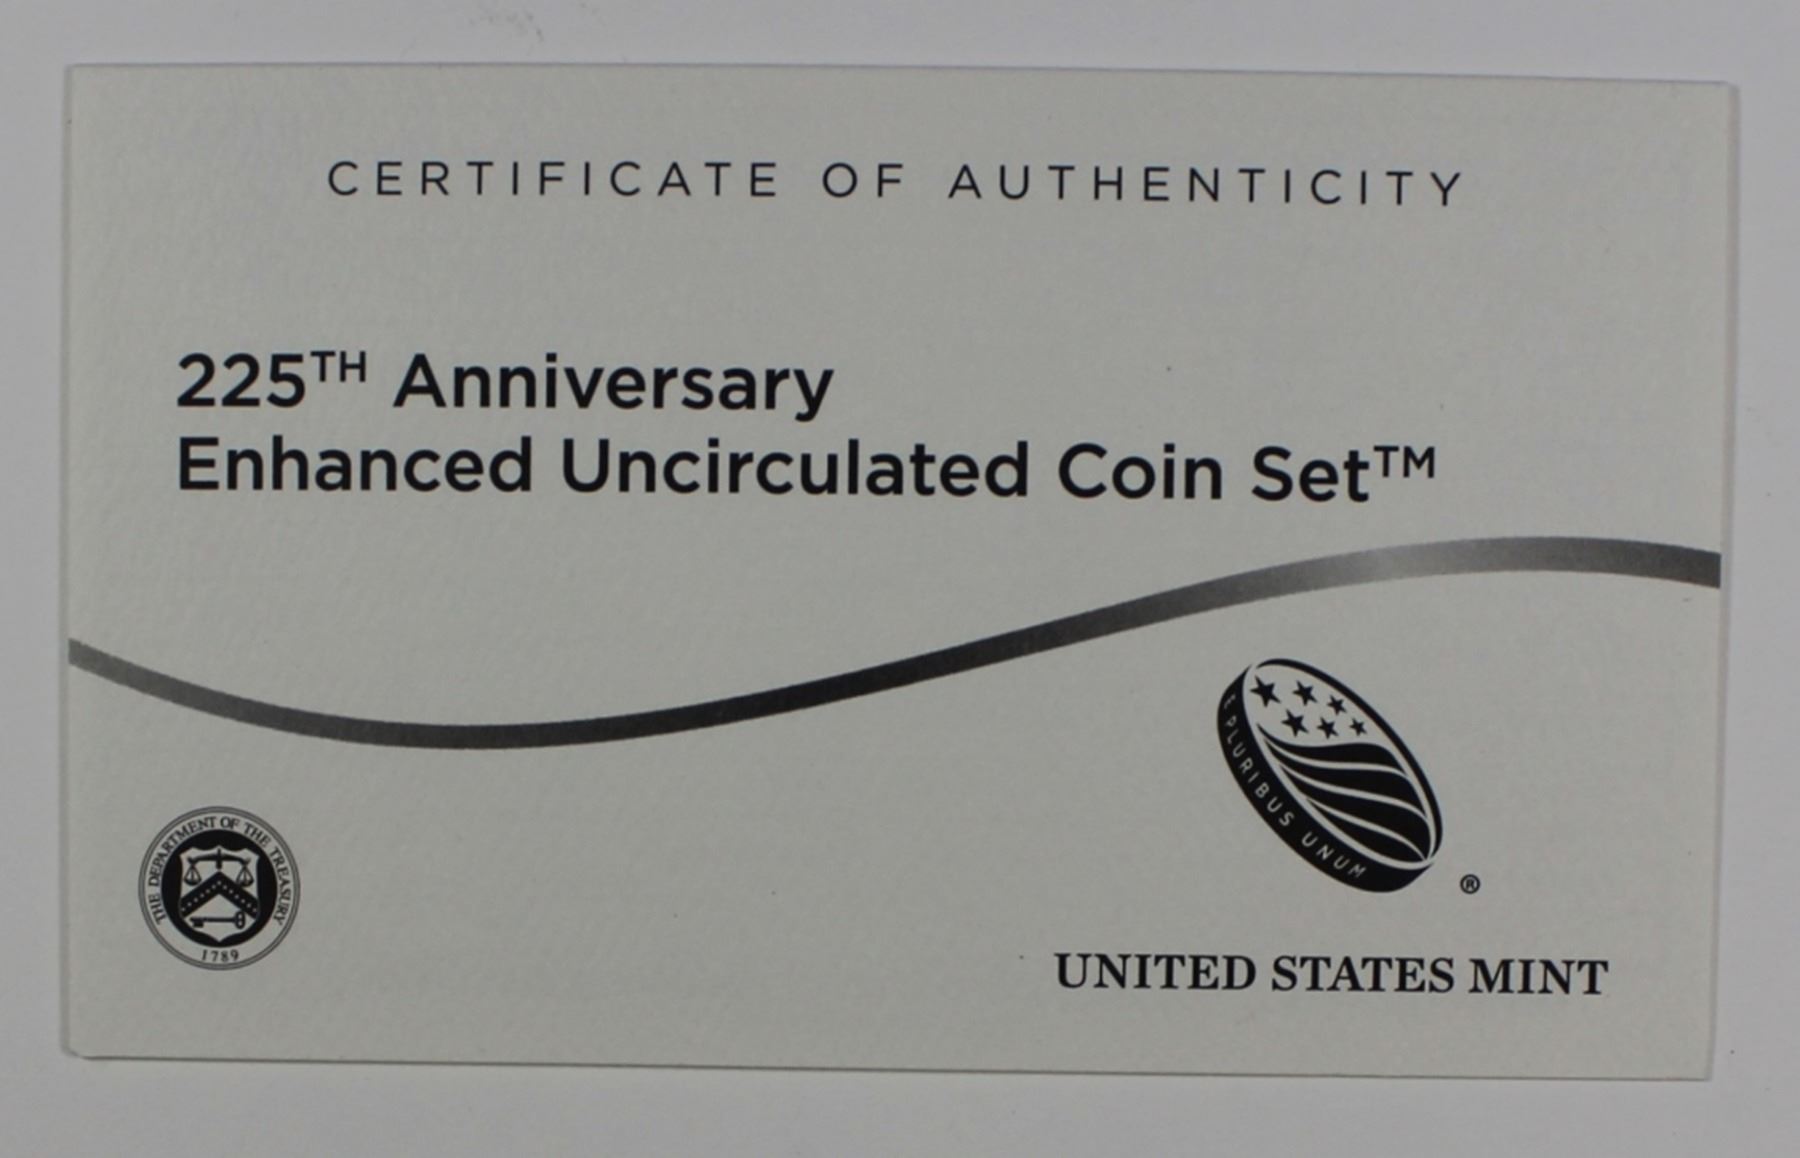 CERTIFICATE OF AUTHENTICITY
225TH Anniversary
Enhanced Uncirculated Coin Set™
E PLURIBUS UNUM
®
THE DEPARTMENT OF THE TREASURY
1789
UNITED STATES MINT